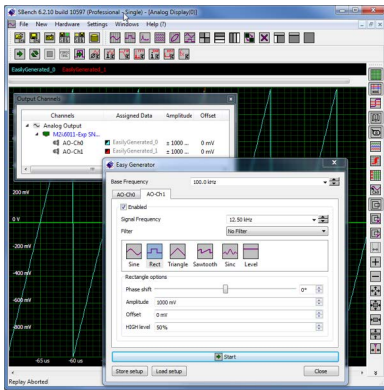 SBench 6.2.10 build 10597 (Professional - Single) - [Analog Display(0)]
File New Hardware Settings Windows Help (?)
EasilyGenerated_0 EasilyGenerated_1
Output Channels
Channels Assigned Data Amplitude Offset
Analog Output
M2i.6011-Exp SN...
AO-Ch0 EasilyGenerated_0 ± 1000 ... 0 mV
AO-Ch1 EasilyGenerated_1 ± 1000 ... 0 mV
Easy Generator
Base Frequency 100.0 kHz
AO-Ch0 AO-Ch1
Enabled
Signal Frequency 12.50 kHz
Filter No Filter
Sine Rect Triangle Sawtooth Sinc Level
Rectangle options
Phase shift 0°
Amplitude 1000 mV
Offset 0 mV
HIGH level 50%
Start
Store setup Load setup Close
200 mV
0 V
-200 mV
-400 mV
-600 mV
-800 mV
-65 us -60 us
Replay Aborted